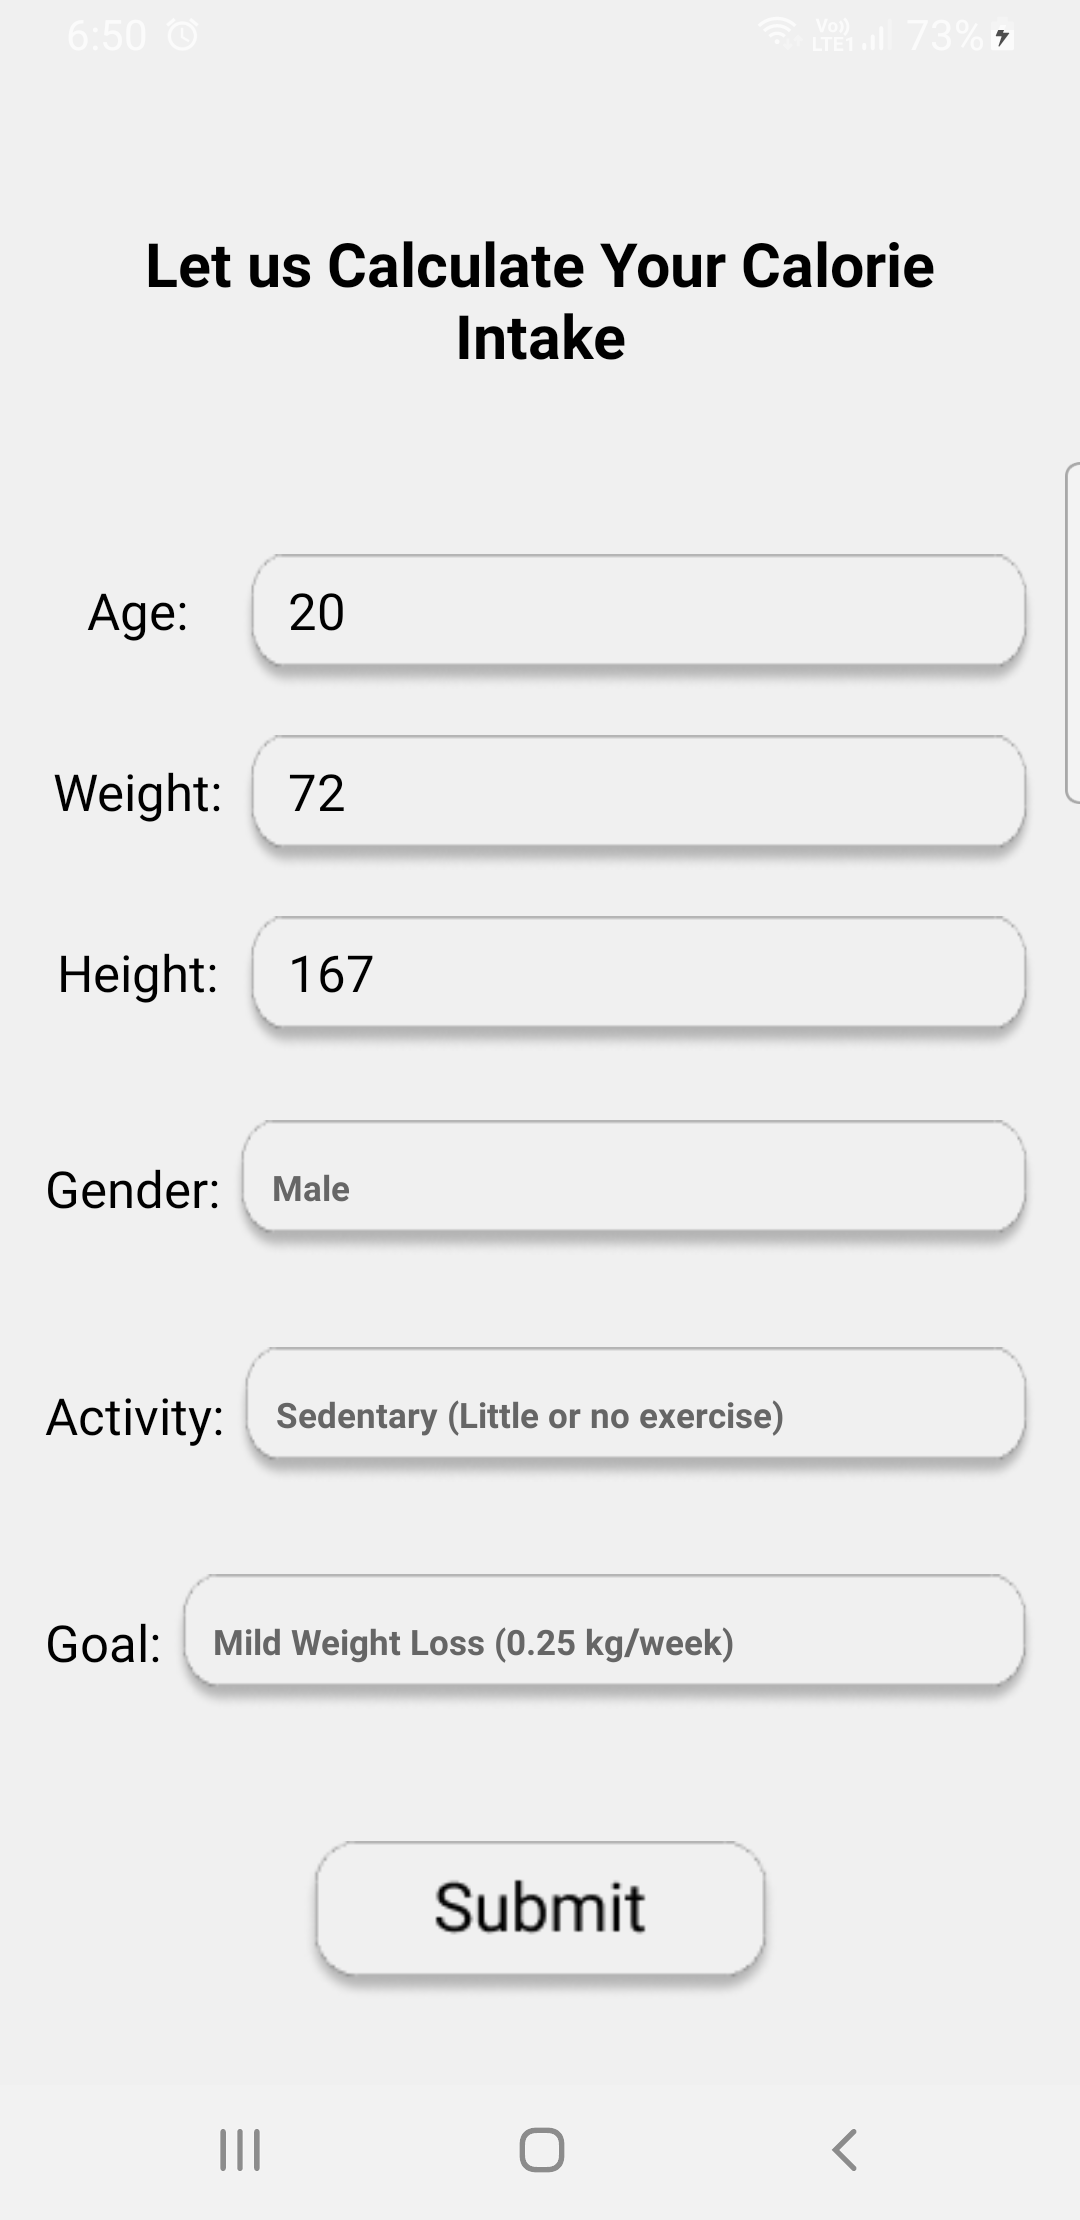 6:50 Vo)) LTE1 73%
Let us Calculate Your Calorie
Intake
Age: 20
Weight: 72
Height: 167
Gender: Male
Activity: Sedentary (Little or no exercise)
Goal: Mild Weight Loss (0.25 kg/week)
Submit